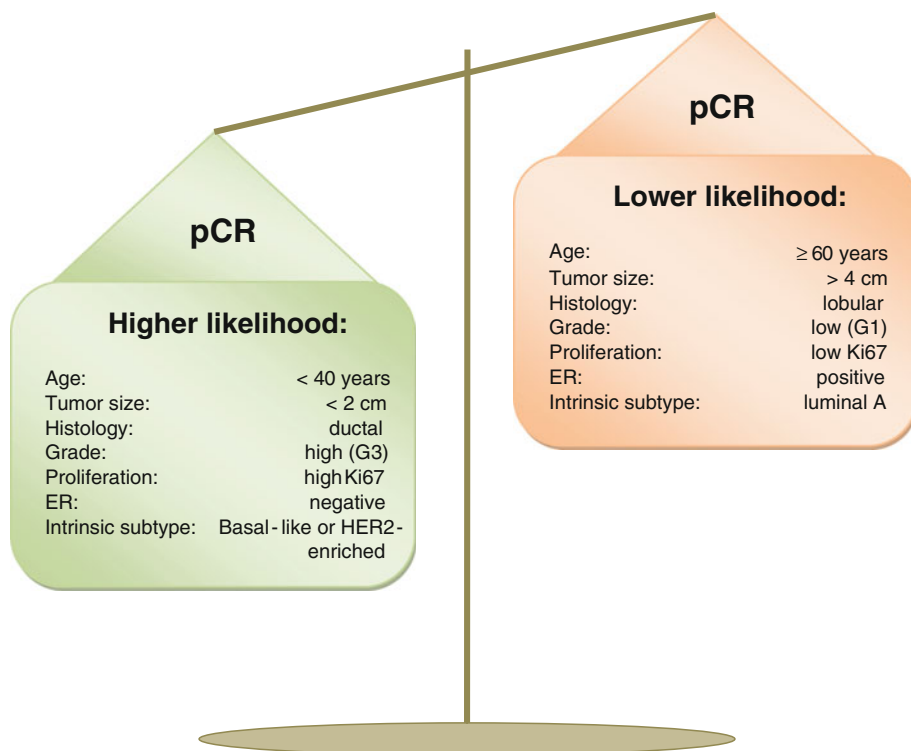 pCR
Higher likelihood:
Age: < 40 years
Tumor size: < 2 cm
Histology: ductal
Grade: high (G3)
Proliferation: high Ki67
ER: negative
Intrinsic subtype: Basal-like or HER2-
enriched
pCR
Lower likelihood:
Age: ≥ 60 years
Tumor size: > 4 cm
Histology: lobular
Grade: low (G1)
Proliferation: low Ki67
ER: positive
Intrinsic subtype: luminal A